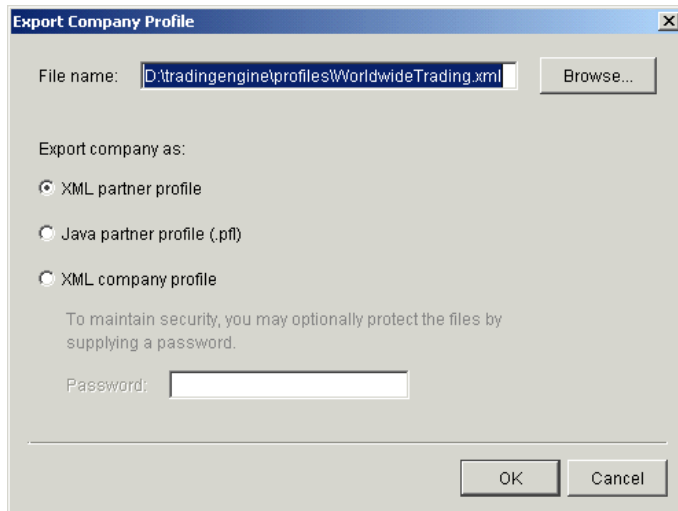 Export Company Profile
File name: D:\tradingengine\profiles\WorldwideTrading.xml Browse...
Export company as:
XML partner profile
Java partner profile (.pfl)
XML company profile
To maintain security, you may optionally protect the files by
supplying a password.
Password:
OK Cancel